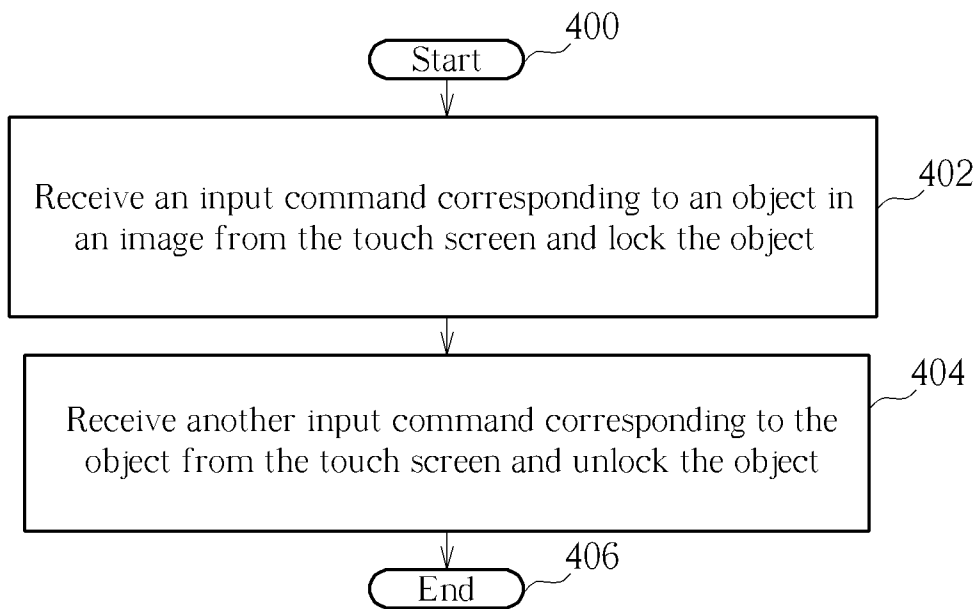 400
Start
Receive an input command corresponding to an object in
an image from the touch screen and lock the object
402
Receive another input command corresponding to the
object from the touch screen and unlock the object
404
End
406